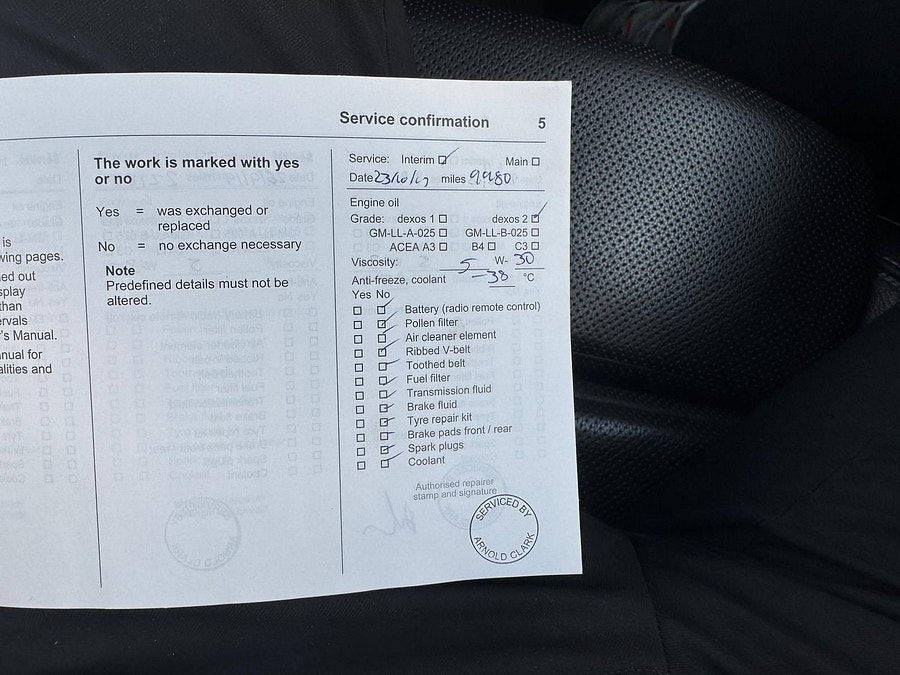 Service confirmation 5
is
wing pages.
ed out
splay
than
ervals
's Manual.
nual for
alities and
The work is marked with yes
or no
Yes = was exchanged or
replaced
No = no exchange necessary
Note
Predefined details must not be
altered.
Service: Interim Main
Date 23/10/17 miles 9980
Engine oil
Grade: dexos 1 dexos 2
GM-LL-A-025 GM-LL-B-025
ACEA A3 B4 C3
Viscosity: 5 W- 30
Anti-freeze, coolant -38 °C
Yes No
Battery (radio remote control)
Pollen filter
Air cleaner element
Ribbed V-belt
Toothed belt
Fuel filter
Transmission fluid
Brake fluid
Tyre repair kit
Brake pads front / rear
Spark plugs
Coolant
Authorised repairer
stamp and signature
SERVICED BY
ARNOLD CLARK